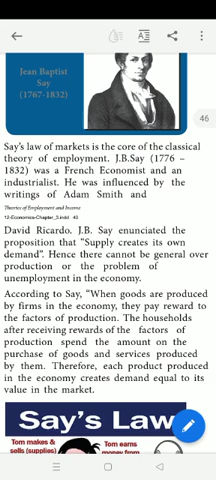 Jean Baptist
Say
(1767-1832)
46
Say's law of markets is the core of the classical
theory of employment. J.B.Say (1776 –
1832) was a French Economist and an
industrialist. He was influenced by the
writings of Adam Smith and
Theories of Employment and Income
12-Economics-Chapter_3.indd 46
David Ricardo. J.B. Say enunciated the
proposition that "Supply creates its own
demand". Hence there cannot be general over
production or the problem of
unemployment in the economy.
According to Say, "When goods are produced
by firms in the economy, they pay reward to
the factors of production. The households
after receiving rewards of the factors of
production spend the amount on the
purchase of goods and services produced
by them. Therefore, each product produced
in the economy creates demand equal to its
value in the market.
Say's Law
Tom makes &
sells (supplies)
Tom earns
money from